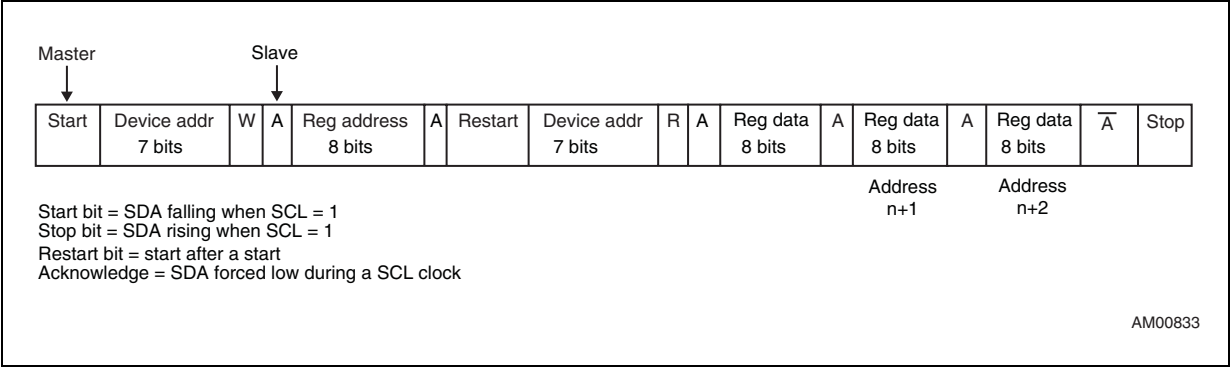 Master Slave
Start Device addr W A Reg address A Restart Device addr R A Reg data A Reg data A Reg data A̅ Stop
7 bits 8 bits 7 bits 8 bits 8 bits 8 bits
Address Address
n+1 n+2
Start bit = SDA falling when SCL = 1
Stop bit = SDA rising when SCL = 1
Restart bit = start after a start
Acknowledge = SDA forced low during a SCL clock
AM00833